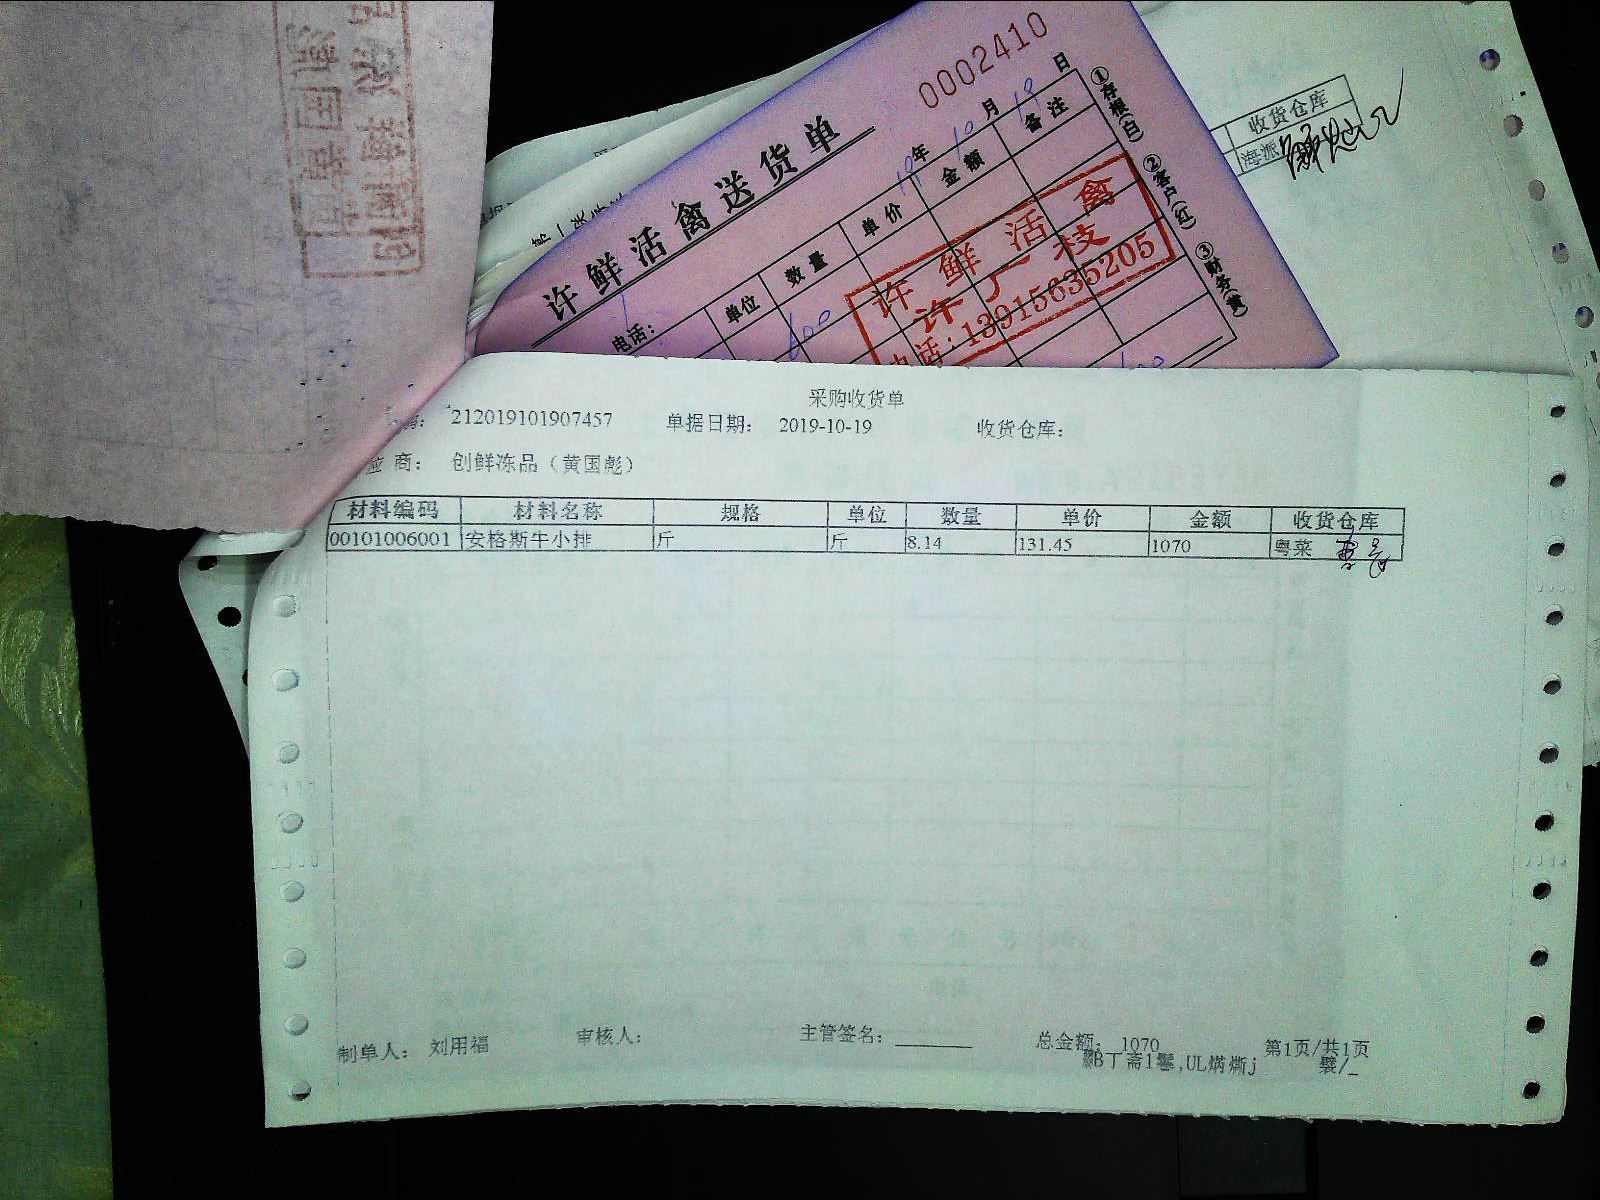 0002410
许鲜活禽送货单
年10月19日
电话：
单位 数量 单价 金额 备注
①存根(白) ②客户(红) ③财务(黄)
许鲜活禽
许厂技
电话:13915635205
收货仓库
海派
采购收货单
212019101907457 单据日期： 2019-10-19 收货仓库：
应商： 创鲜冻品（黄国彪）
材料编码 材料名称 规格 单位 数量 单价 金额 收货仓库
00101006001 安格斯牛小排 斤 斤 8.14 131.45 1070 粤菜
制单人： 刘用福 审核人： 主管签名：________ 总金额： 1070 第1页/共1页